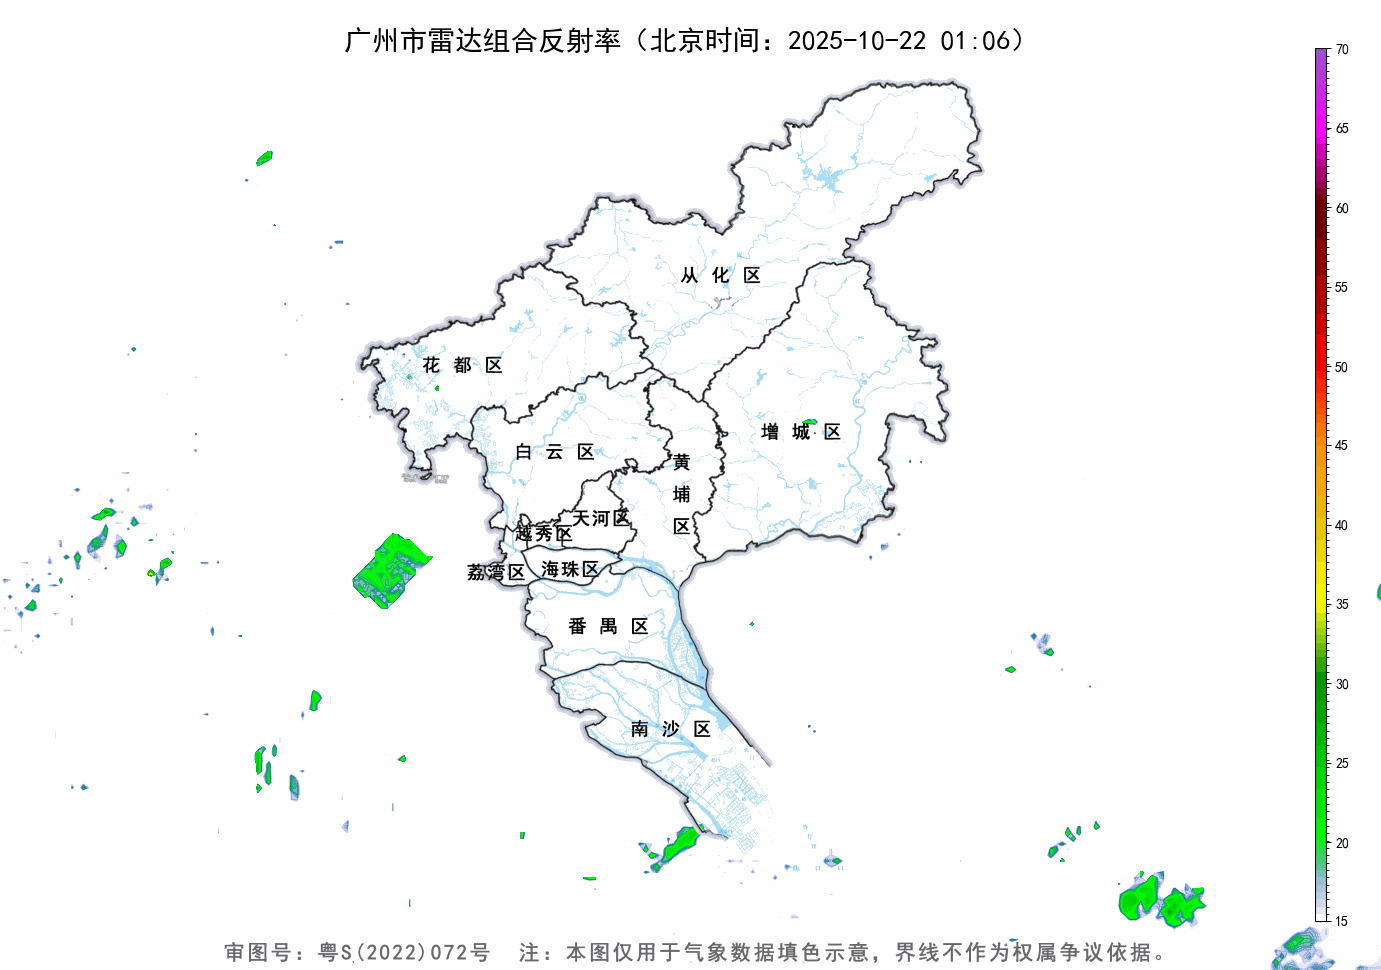 广州市雷达组合反射率（北京时间：2025-10-22 01:06）
70
65
60
55
50
45
40
35
30
25
20
15
从化区
花都区
增城区
白云区
黄埔区
天河区
越秀区
荔湾区
海珠区
番禺区
南沙区
审图号：粤S(2022)072号 注：本图仅用于气象数据填色示意，界线不作为权属争议依据。